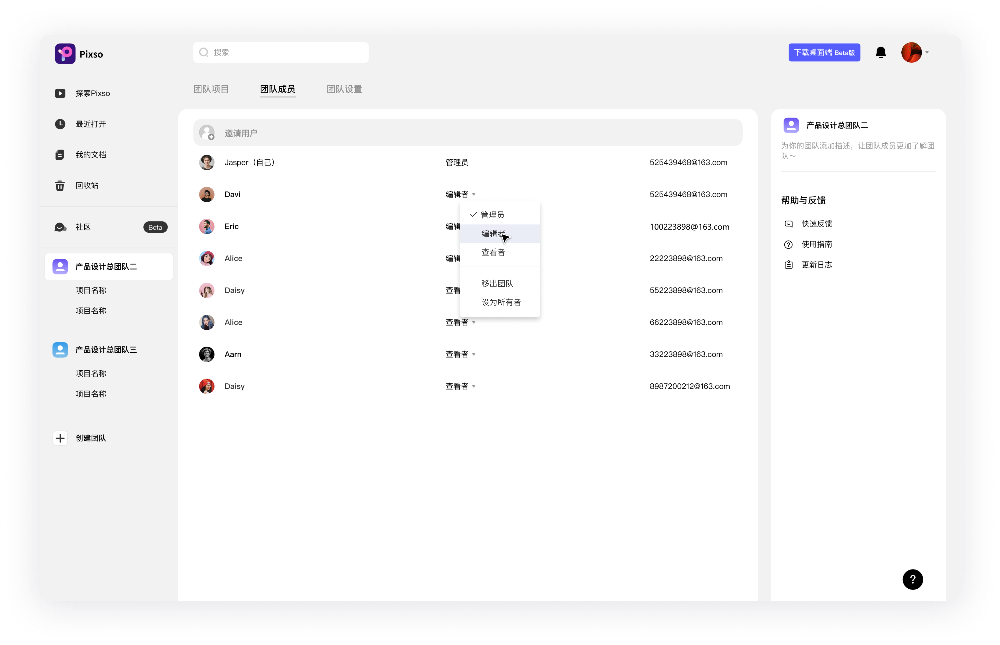 Pixso
搜索
下载桌面端 Beta版
探索Pixso
最近打开
我的文档
回收站
社区
Beta
产品设计总团队二
项目名称
项目名称
产品设计总团队三
项目名称
项目名称
创建团队
团队项目
团队成员
团队设置
邀请用户
Jasper（自己）
管理员
525439468@163.com
Davi
编辑者
525439468@163.com
Eric
编辑
100223898@163.com
Alice
编辑
22223898@163.com
Daisy
查看
55223898@163.com
Alice
查看者
66223898@163.com
Aarn
查看者
33223898@163.com
Daisy
查看者
8987200212@163.com
管理员
编辑者
查看者
移出团队
设为所有者
产品设计总团队二
为你的团队添加描述，让团队成员更加了解团
队～
帮助与反馈
快速反馈
使用指南
更新日志
?